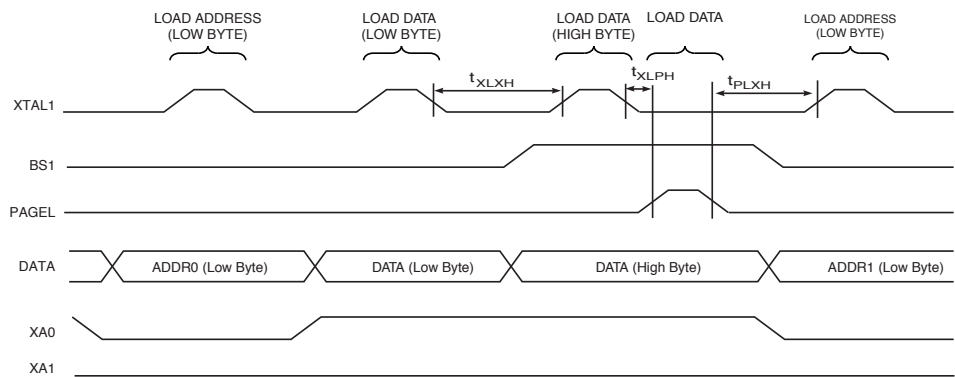 LOAD ADDRESS
(LOW BYTE)
LOAD DATA
(LOW BYTE)
LOAD DATA
(HIGH BYTE)
LOAD DATA
LOAD ADDRESS
(LOW BYTE)
XTAL1
tXLXH
tXLPH
tPLXH
BS1
PAGEL
DATA
ADDR0 (Low Byte)
DATA (Low Byte)
DATA (High Byte)
ADDR1 (Low Byte)
XA0
XA1